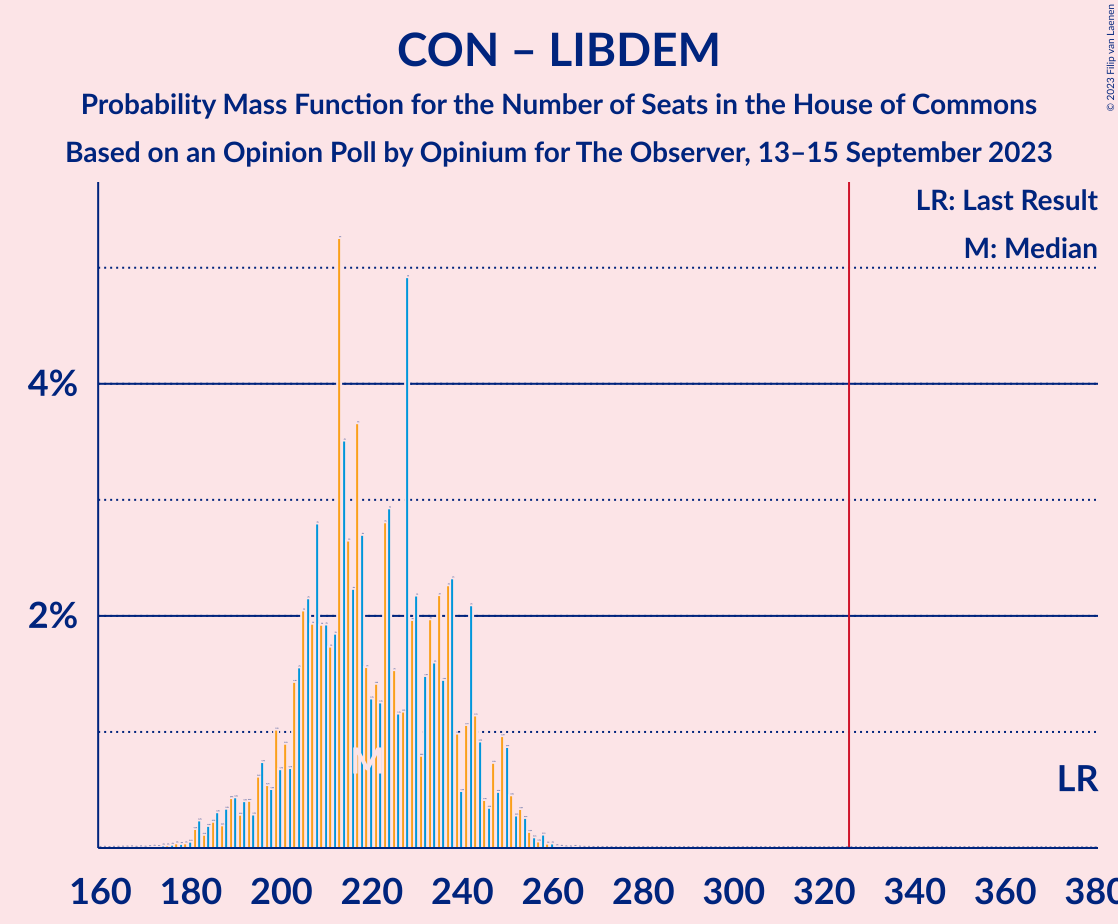 CON – LIBDEM
Probability Mass Function for the Number of Seats in the House of Commons
Based on an Opinion Poll by Opinium for The Observer, 13–15 September 2023
© 2023 Filip van Laenen
LR: Last Result
M: Median
4%
2%
M
LR
160 180 200 220 240 260 280 300 320 340 360 380